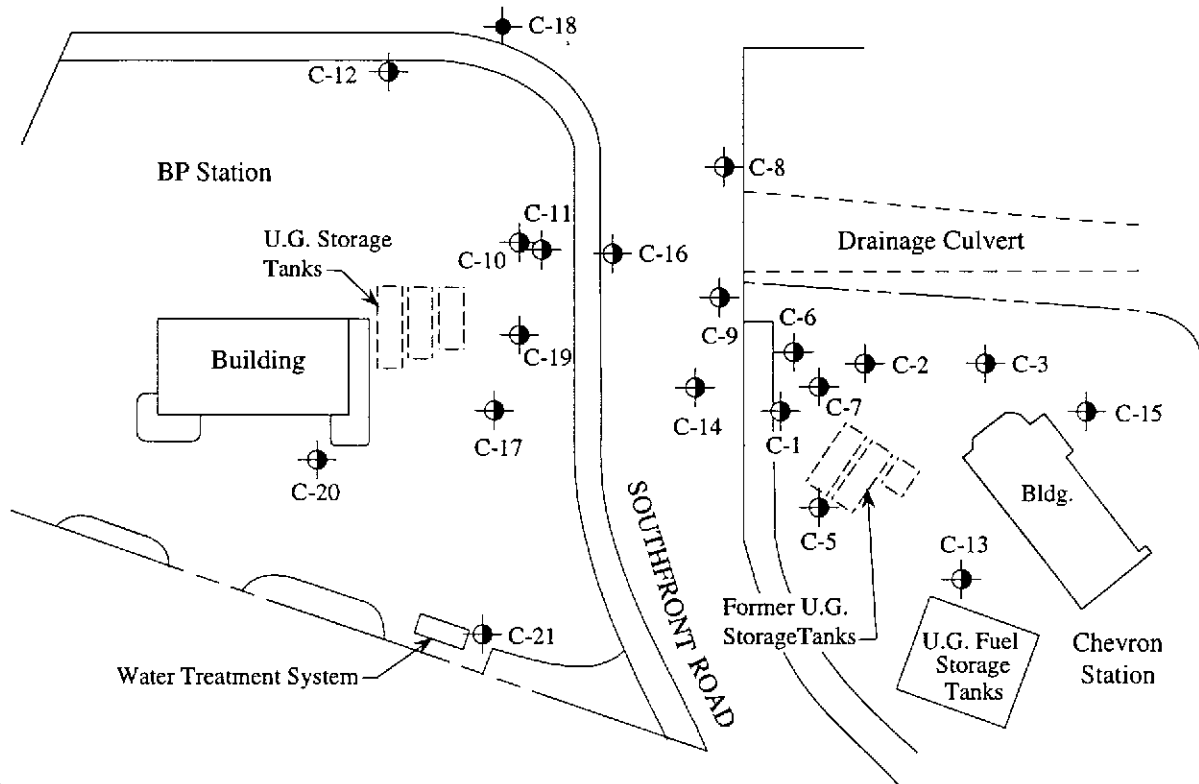 C-18
C-12
BP Station
C-8
C-11
U.G. Storage
Tanks
C-10
C-16
Drainage Culvert
C-9
C-6
C-19
Building
C-2
C-3
C-7
C-14
C-1
C-15
C-17
C-20
SOUTHFRONT ROAD
Bldg.
C-5
C-13
Former U.G.
StorageTanks
C-21
U.G. Fuel
Storage
Tanks
Chevron
Station
Water Treatment System